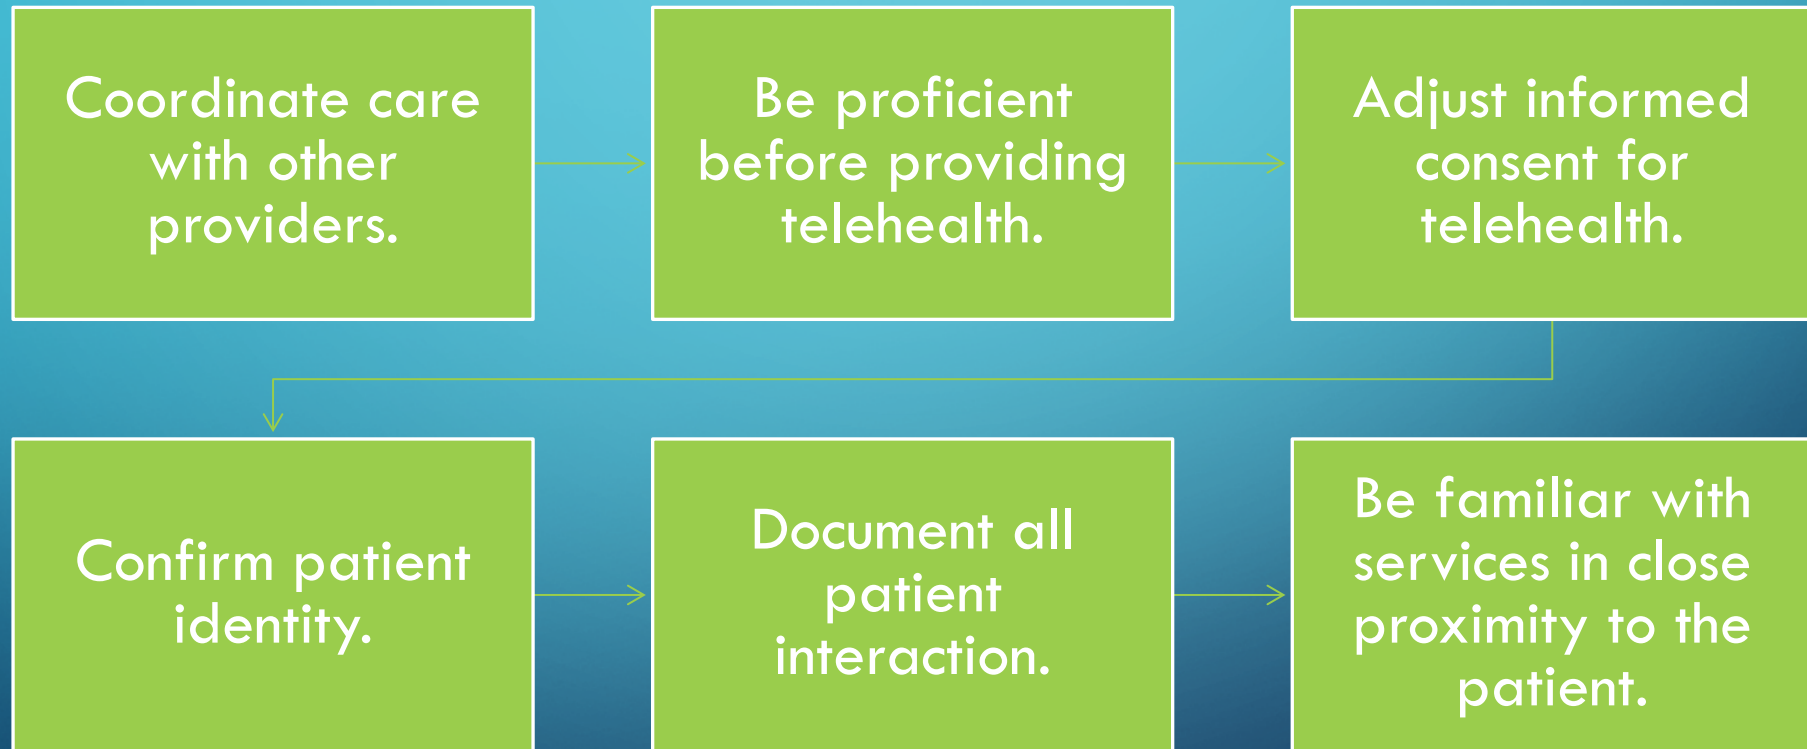 Coordinate care
with other
providers.
Be proficient
before providing
telehealth.
Adjust informed
consent for
telehealth.
Confirm patient
identity.
Document all
patient
interaction.
Be familiar with
services in close
proximity to the
patient.